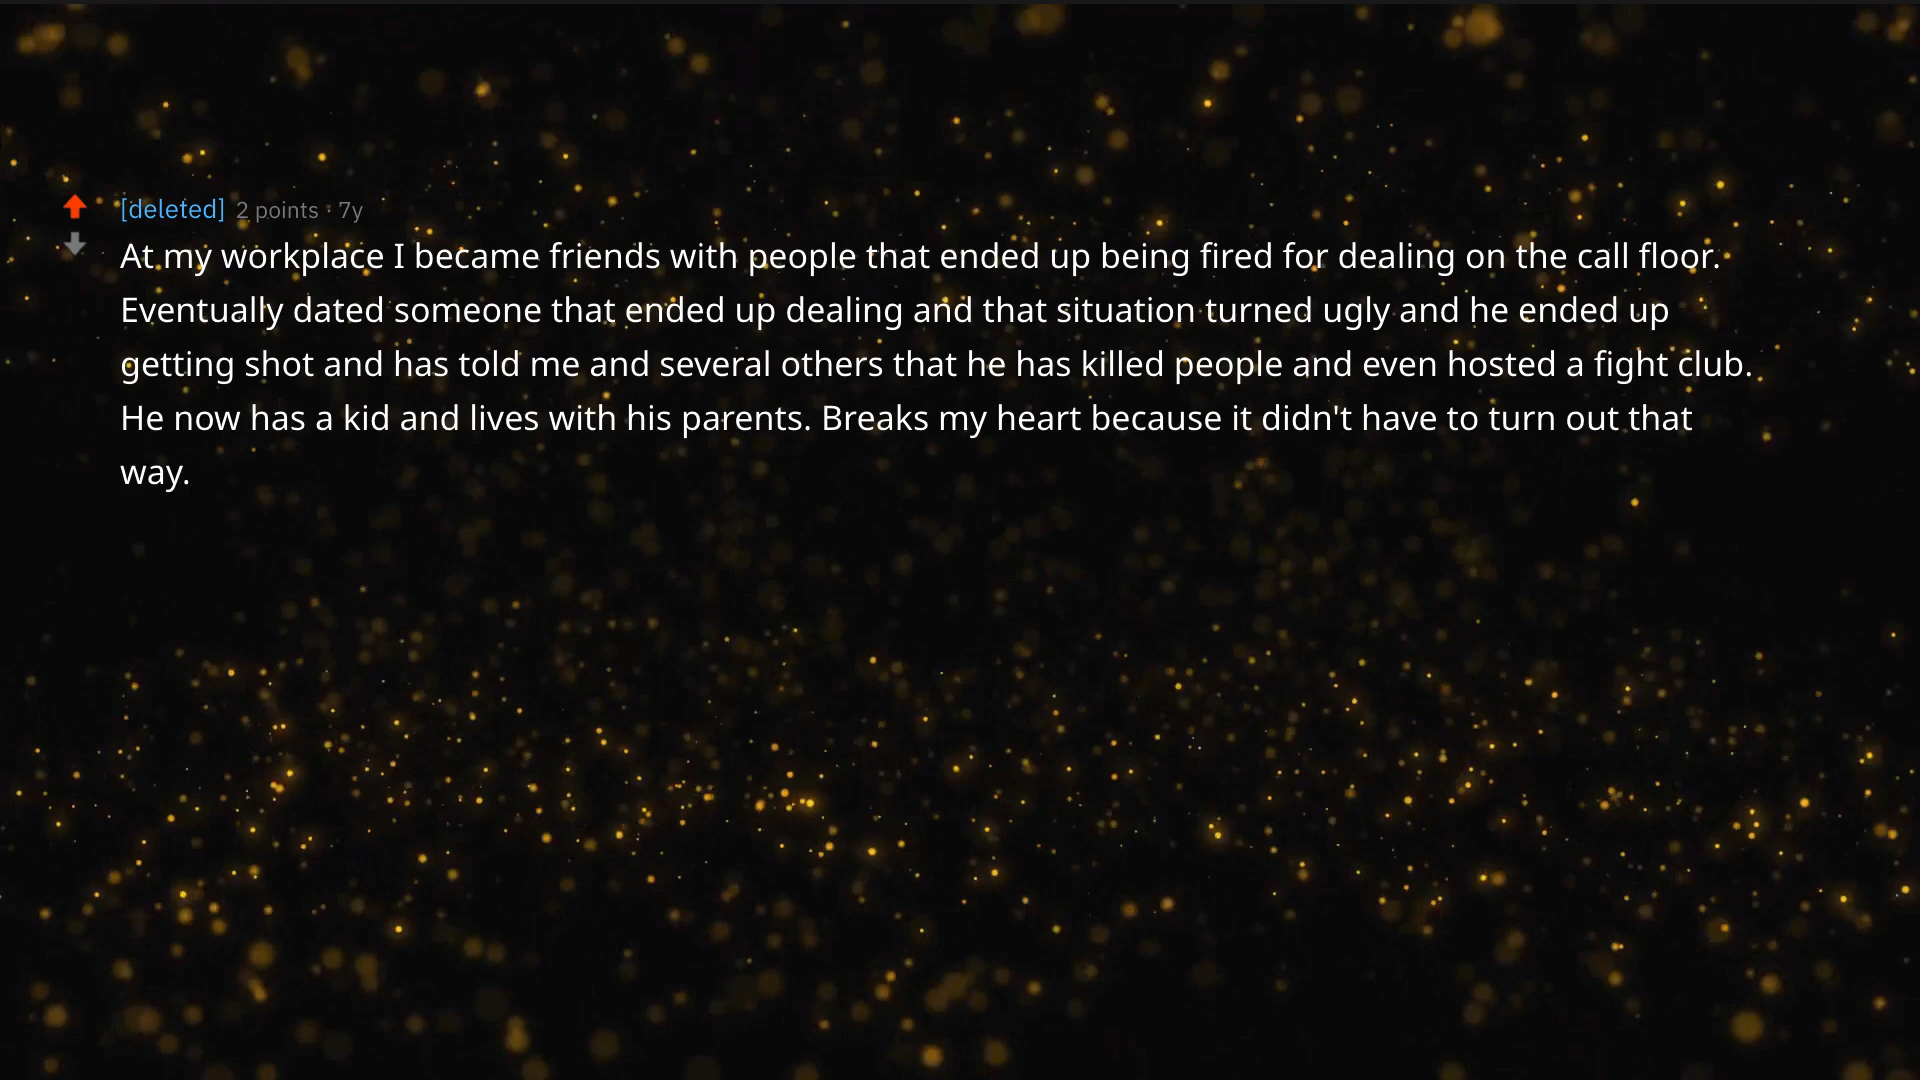 [deleted] 2 points · 7y
At my workplace I became friends with people that ended up being fired for dealing on the call floor.
Eventually dated someone that ended up dealing and that situation turned ugly and he ended up
getting shot and has told me and several others that he has killed people and even hosted a fight club.
He now has a kid and lives with his parents. Breaks my heart because it didn't have to turn out that
way.